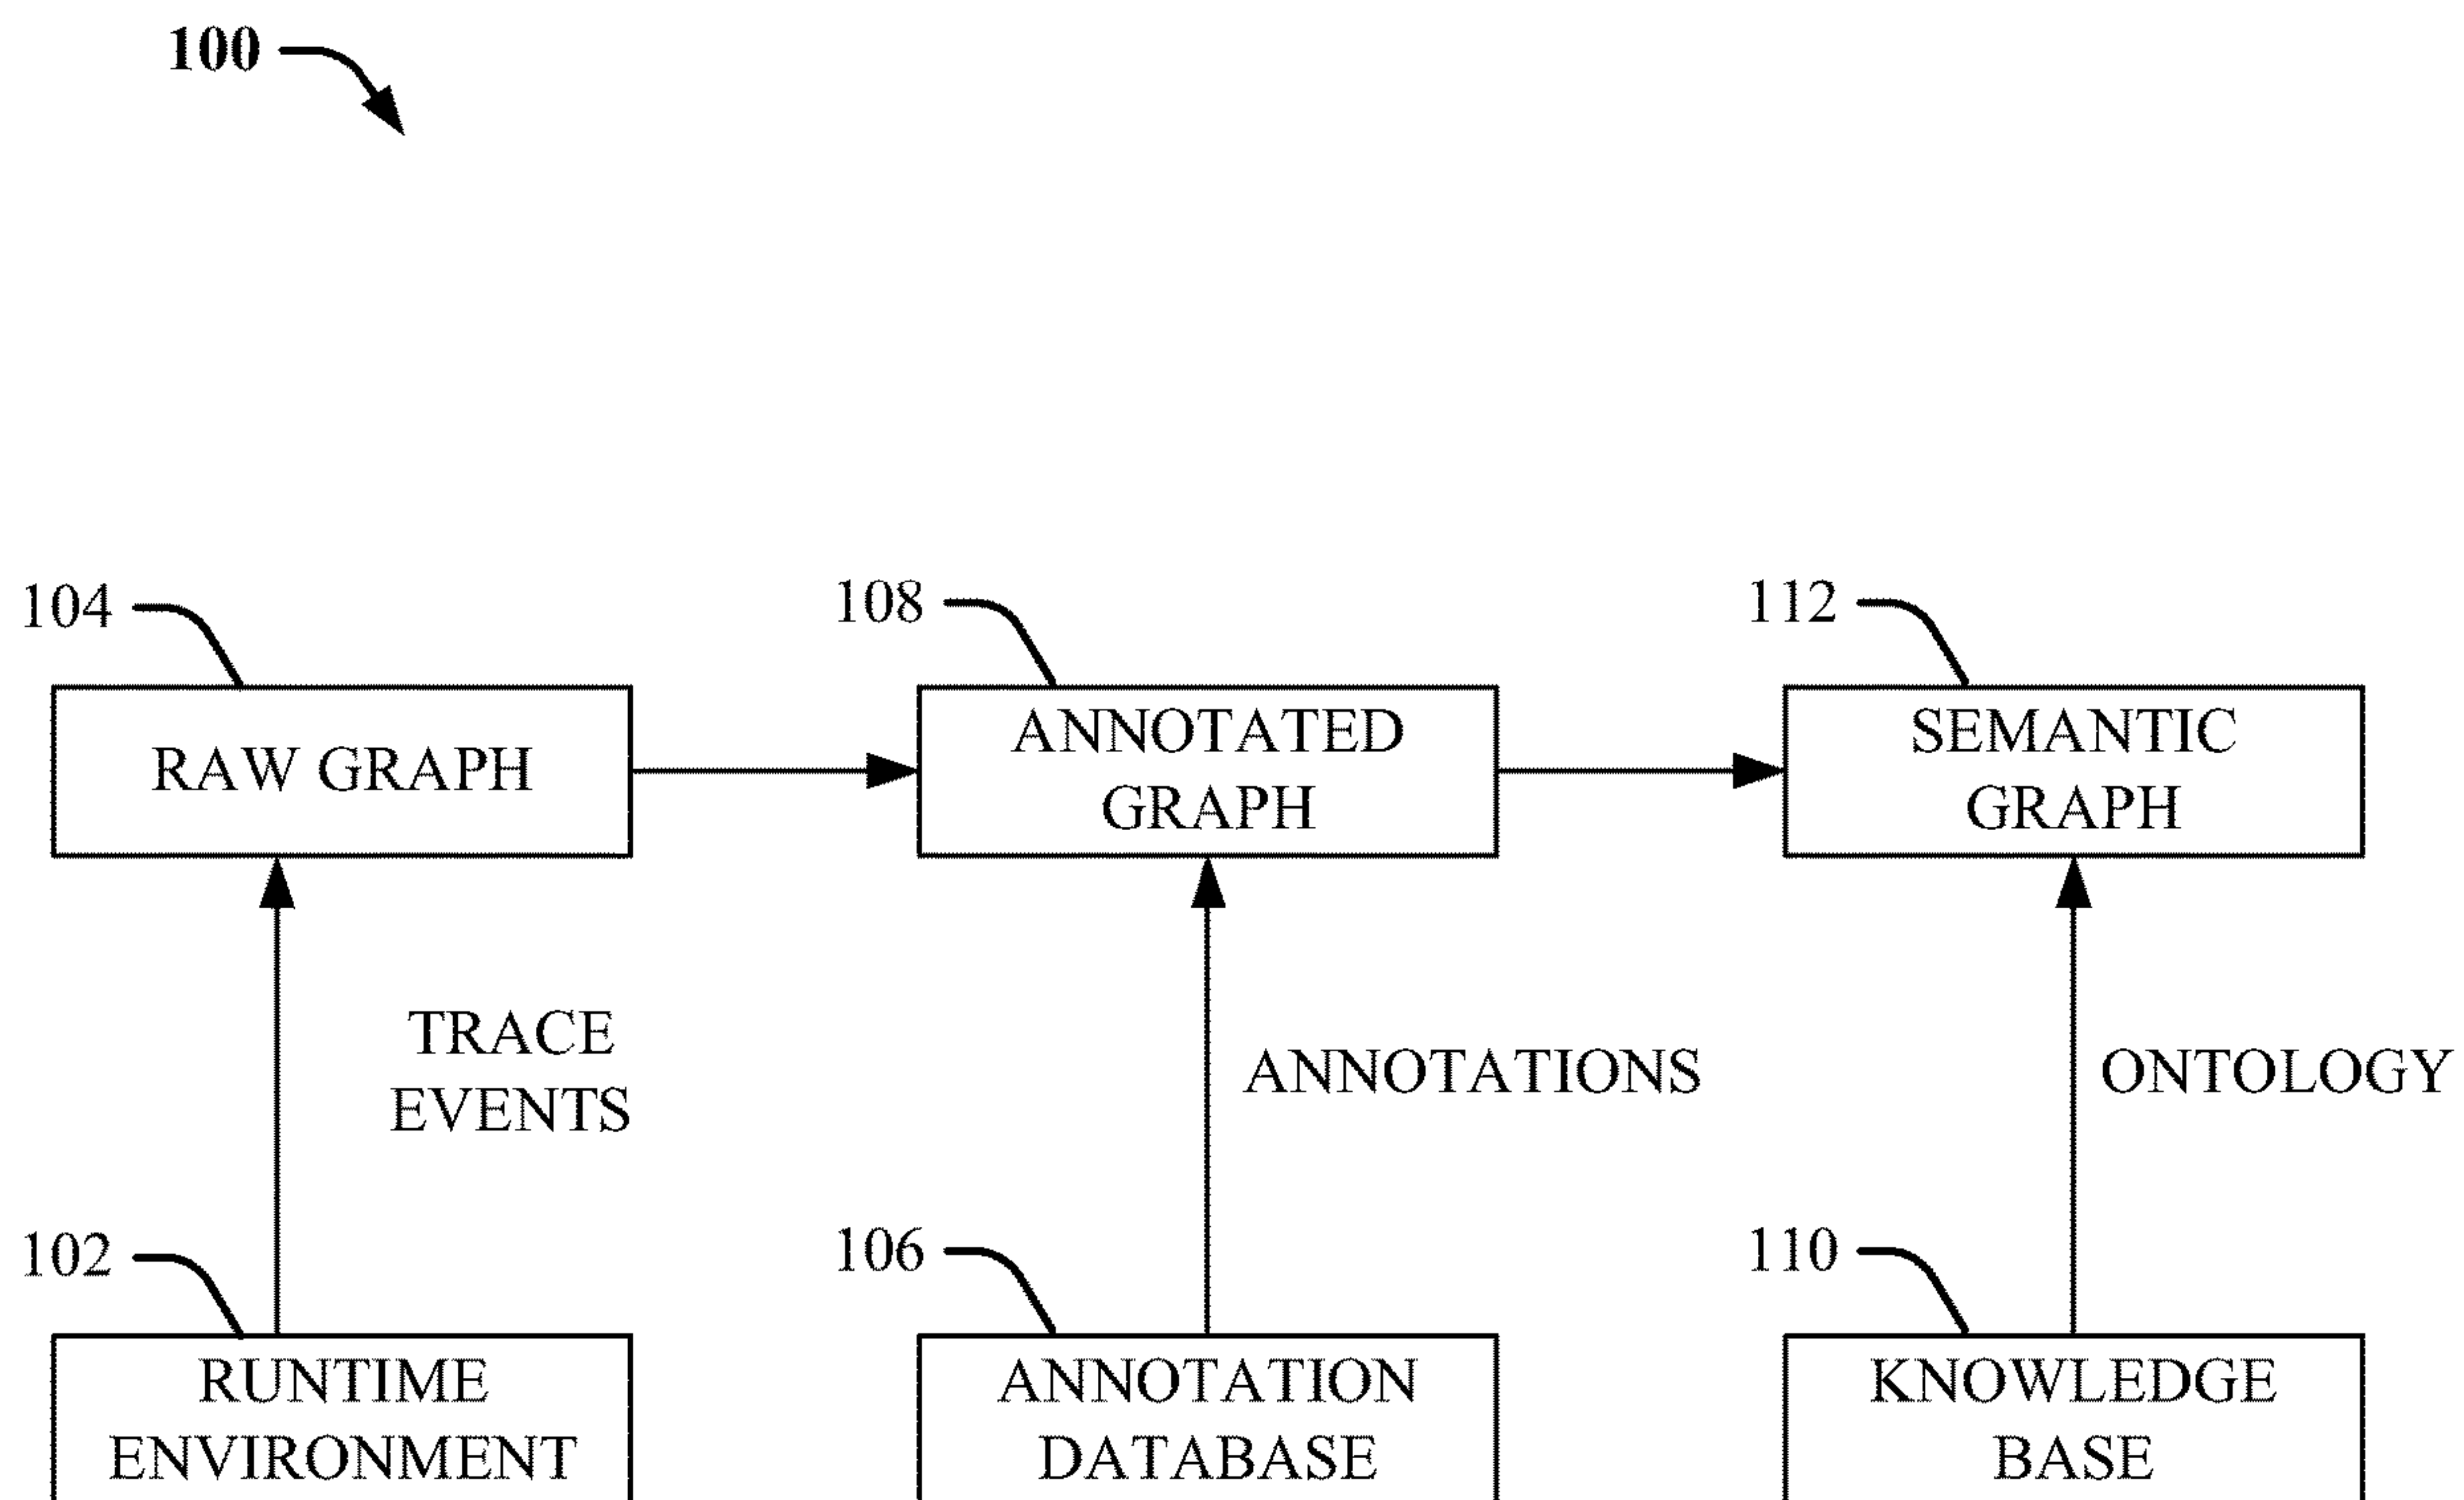 100
104
108
112
RAW GRAPH
ANNOTATED
GRAPH
SEMANTIC
GRAPH
TRACE
EVENTS
ANNOTATIONS
ONTOLOGY
102
106
110
RUNTIME
ENVIRONMENT
ANNOTATION
DATABASE
KNOWLEDGE
BASE